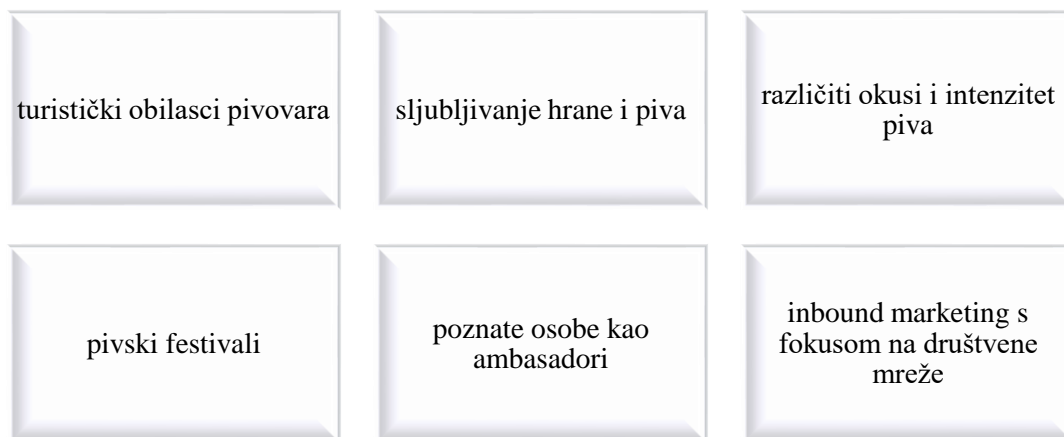 turistički obilasci pivovara
sljubljivanje hrane i piva
različiti okusi i intenzitet
piva
pivski festivali
poznate osobe kao
ambasadori
inbound marketing s
fokusom na društvene
mreže